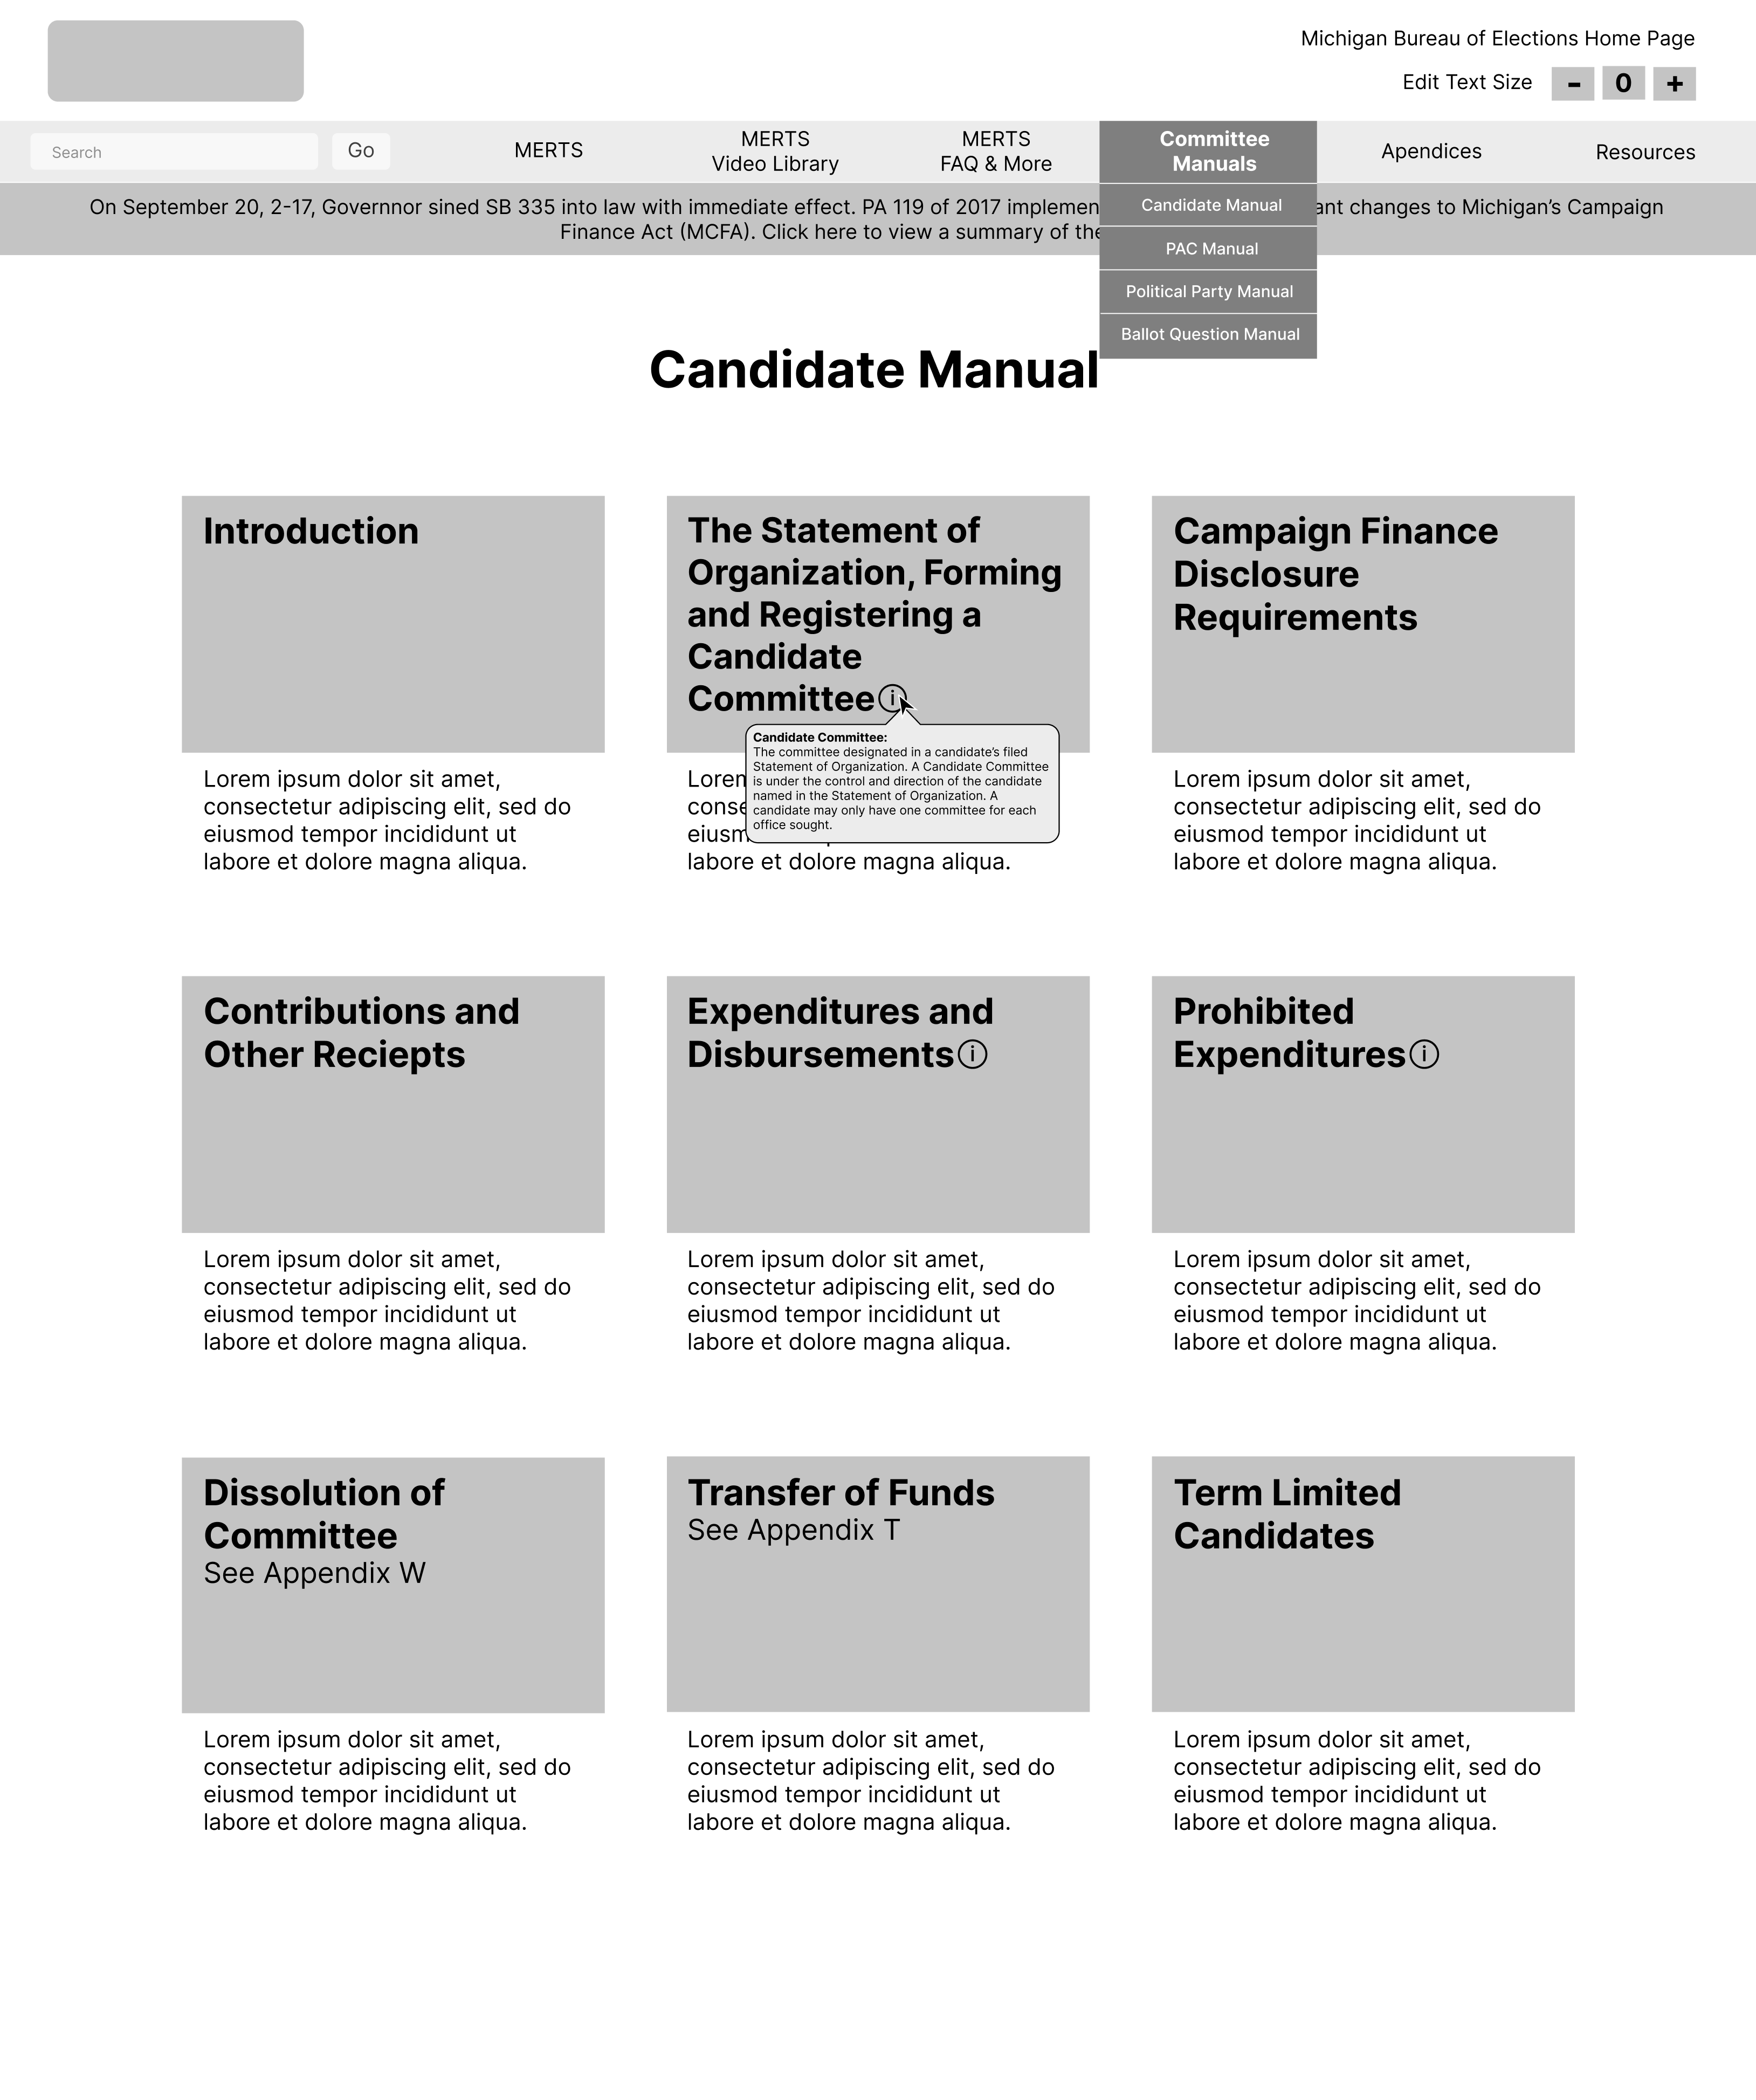 Michigan Bureau of Elections Home Page
Edit Text Size - 0 +
Search
Go
MERTS
MERTS
Video Library
MERTS
FAQ & More
Committee
Manuals
Apendices
Resources
Candidate Manual
PAC Manual
Political Party Manual
Ballot Question Manual
On September 20, 2-17, Governnor sined SB 335 into law with immediate effect. PA 119 of 2017 changes to Michigan's Campaign
Finance Act (MCFA). Click here to view a summary of the
Candidate Manual
Introduction
Lorem ipsum dolor sit amet,
consectetur adipiscing elit, sed do
eiusmod tempor incididunt ut
labore et dolore magna aliqua.
The Statement of
Organization, Forming
and Registering a
Candidate
Committee ⓘ
Candidate Committee:
The committee designated in a candidate's filed
Statement of Organization. A Candidate Committee
is under the control and direction of the candidate
named in the Statement of Organization. A
candidate may only have one committee for each
office sought.
labore et dolore magna aliqua.
Campaign Finance
Disclosure
Requirements
Lorem ipsum dolor sit amet,
consectetur adipiscing elit, sed do
eiusmod tempor incididunt ut
labore et dolore magna aliqua.
Contributions and
Other Reciepts
Lorem ipsum dolor sit amet,
consectetur adipiscing elit, sed do
eiusmod tempor incididunt ut
labore et dolore magna aliqua.
Expenditures and
Disbursements ⓘ
Lorem ipsum dolor sit amet,
consectetur adipiscing elit, sed do
eiusmod tempor incididunt ut
labore et dolore magna aliqua.
Prohibited
Expenditures ⓘ
Lorem ipsum dolor sit amet,
consectetur adipiscing elit, sed do
eiusmod tempor incididunt ut
labore et dolore magna aliqua.
Dissolution of
Committee
See Appendix W
Lorem ipsum dolor sit amet,
consectetur adipiscing elit, sed do
eiusmod tempor incididunt ut
labore et dolore magna aliqua.
Transfer of Funds
See Appendix T
Lorem ipsum dolor sit amet,
consectetur adipiscing elit, sed do
eiusmod tempor incididunt ut
labore et dolore magna aliqua.
Term Limited
Candidates
Lorem ipsum dolor sit amet,
consectetur adipiscing elit, sed do
eiusmod tempor incididunt ut
labore et dolore magna aliqua.